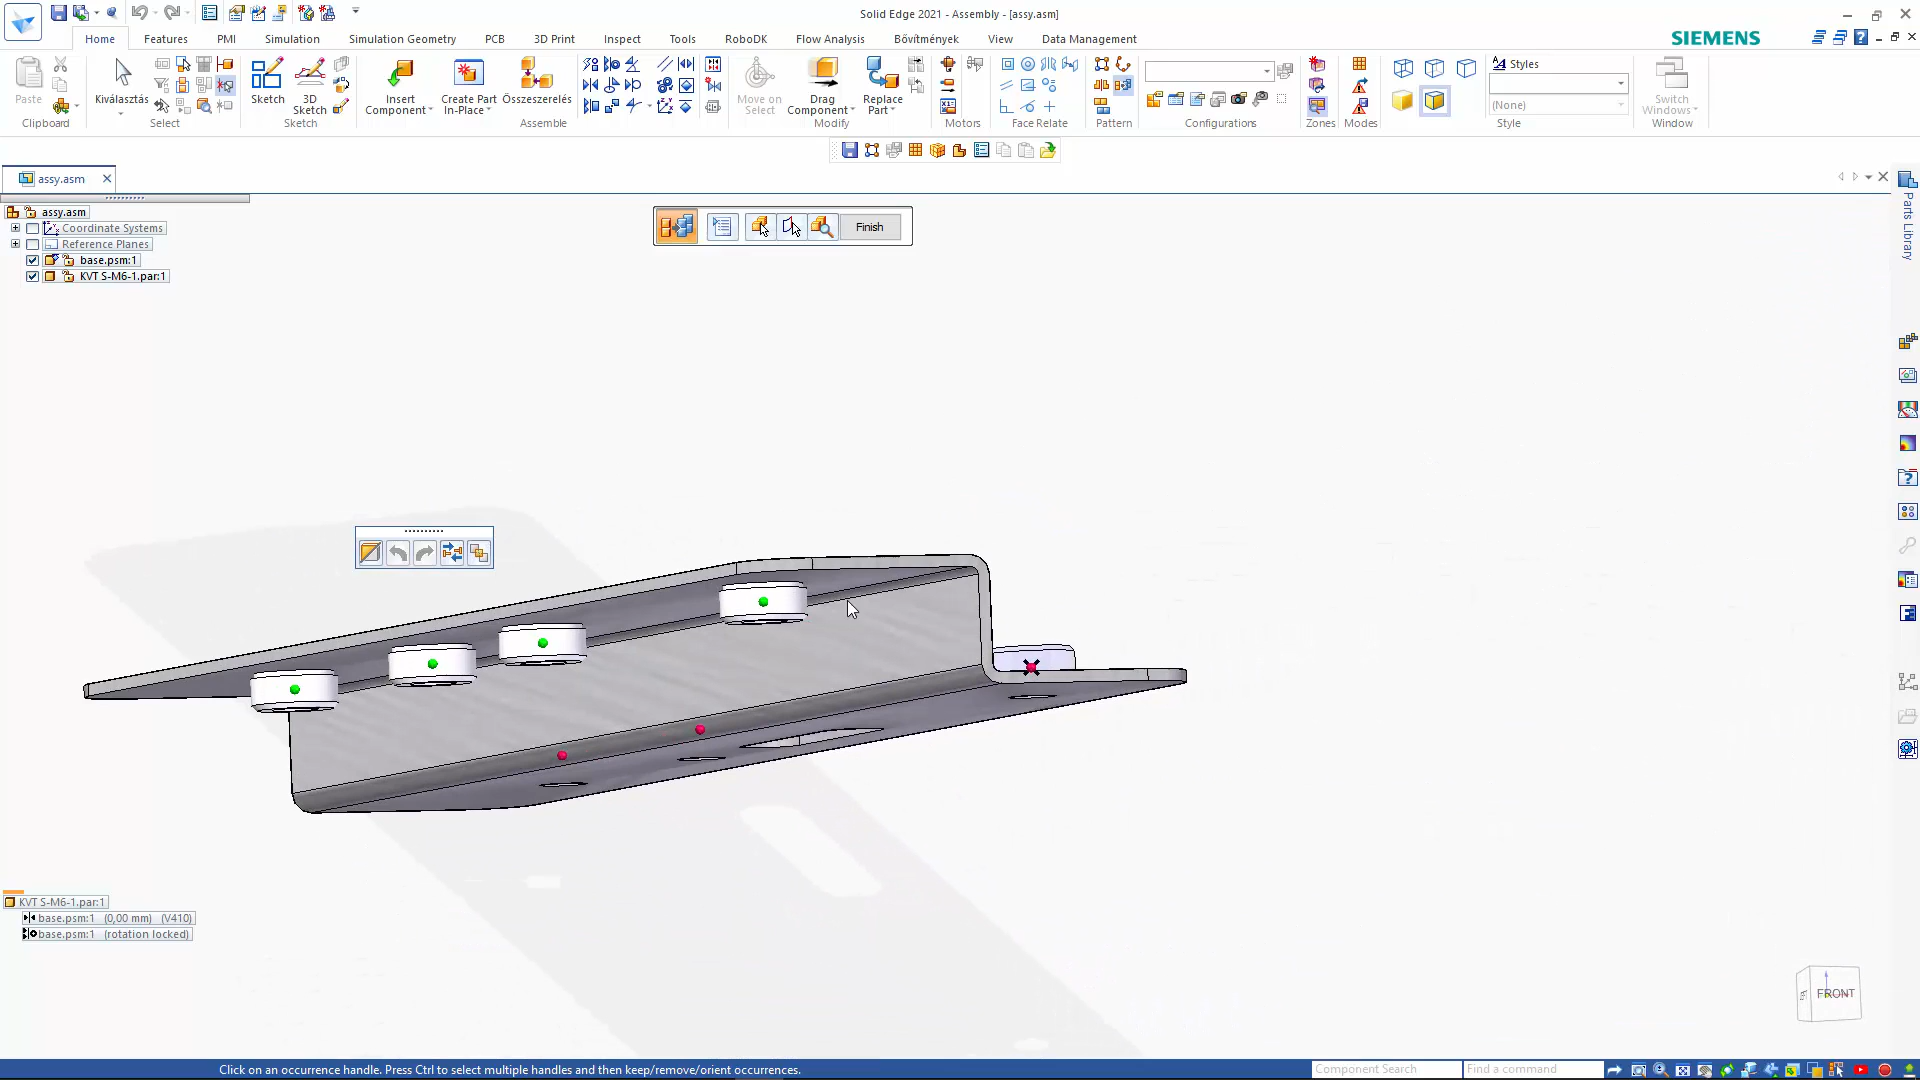 Solid Edge 2021 - Assembly - [assy.asm]
Home Features PMI Simulation Simulation Geometry PCB 3D Print Inspect Tools RoboDK Flow Analysis Bővítmények View Data Management
SIEMENS
Paste
Kiválasztás
Sketch
3D Sketch
Insert Component
Create Part In-Place
Összeszerelés
Move on Select
Drag Component
Replace Part
Styles
(None)
Switch Windows
Clipboard Select Sketch Assemble Modify Motors Face Relate Pattern Configurations Zones Modes Style Window
assy.asm
Parts Library
Finish
assy.asm
Coordinate Systems
Reference Planes
base.psm:1
KVT S-M6-1.par:1
KVT S-M6-1.par:1
base.psm:1 (0,00 mm) (V410)
base.psm:1 (rotation locked)
FRONT
Click on an occurrence handle. Press Ctrl to select multiple handles and then keep/remove/orient occurrences.
Component Search
Find a command